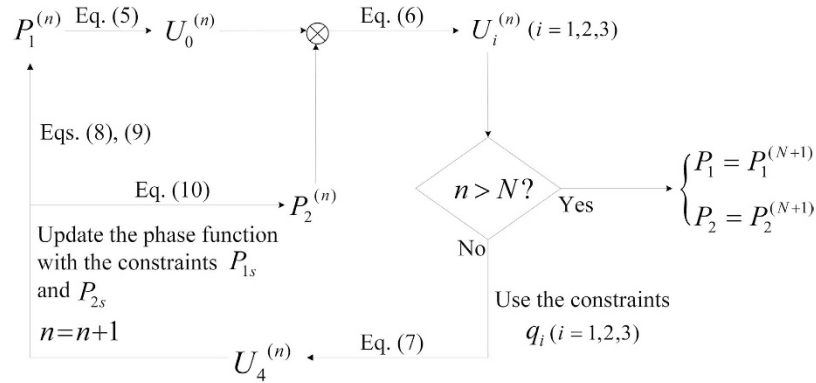 P₁⁽ⁿ⁾ Eq. (5) U₀⁽ⁿ⁾ ⊗ Eq. (6) Uᵢ⁽ⁿ⁾ (i = 1,2,3)
Eqs. (8), (9)
Eq. (10) P₂⁽ⁿ⁾
n > N?
Yes
P₁ = P₁⁽ᴺ⁺¹⁾
P₂ = P₂⁽ᴺ⁺¹⁾
No
Update the phase function
with the constraints P₁ₛ
and P₂ₛ
n=n+1
Use the constraints
qᵢ (i = 1,2,3)
Eq. (7)
U₄⁽ⁿ⁾